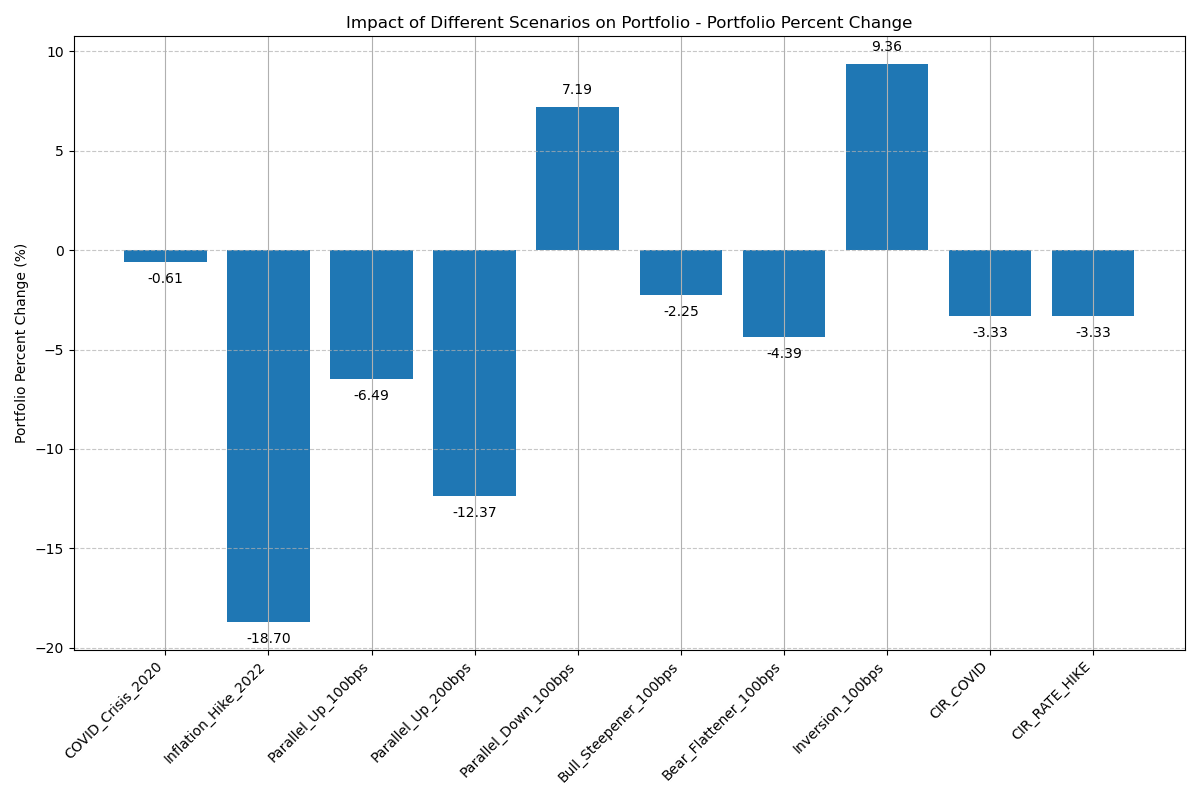 Impact of Different Scenarios on Portfolio - Portfolio Percent Change
Portfolio Percent Change (%)
10
5
0
−5
−10
−15
−20
-0.61
-18.70
-6.49
-12.37
7.19
-2.25
-4.39
9.36
-3.33
-3.33
COVID_Crisis_2020
Inflation_Hike_2022
Parallel_Up_100bps
Parallel_Up_200bps
Parallel_Down_100bps
Bull_Steepener_100bps
Bear_Flattener_100bps
Inversion_100bps
CIR_COVID
CIR_RATE_HIKE